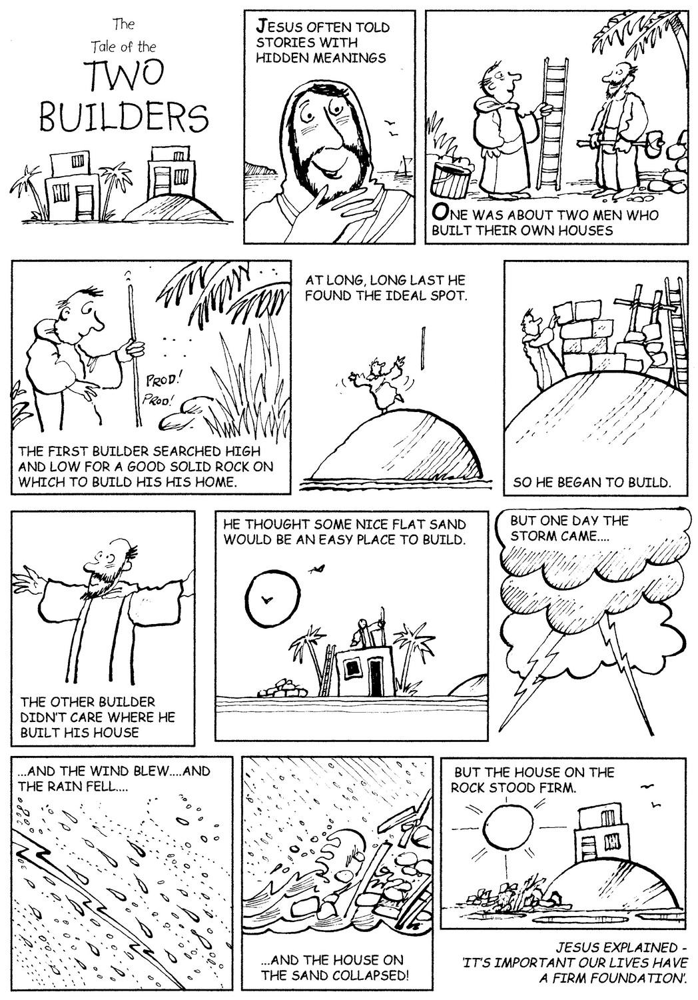 The
Tale of the
TWO
BUILDERS
JESUS OFTEN TOLD
STORIES WITH
HIDDEN MEANINGS
ONE WAS ABOUT TWO MEN WHO
BUILT THEIR OWN HOUSES
PROD!
PROD!
THE FIRST BUILDER SEARCHED HIGH
AND LOW FOR A GOOD SOLID ROCK ON
WHICH TO BUILD HIS HIS HOME.
AT LONG, LONG LAST HE
FOUND THE IDEAL SPOT.
SO HE BEGAN TO BUILD.
THE OTHER BUILDER
DIDN'T CARE WHERE HE
BUILT HIS HOUSE
HE THOUGHT SOME NICE FLAT SAND
WOULD BE AN EASY PLACE TO BUILD.
BUT ONE DAY THE
STORM CAME....
...AND THE WIND BLEW....AND
THE RAIN FELL....
...AND THE HOUSE ON
THE SAND COLLAPSED!
BUT THE HOUSE ON THE
ROCK STOOD FIRM.
JESUS EXPLAINED -
'IT'S IMPORTANT OUR LIVES HAVE
A FIRM FOUNDATION'.